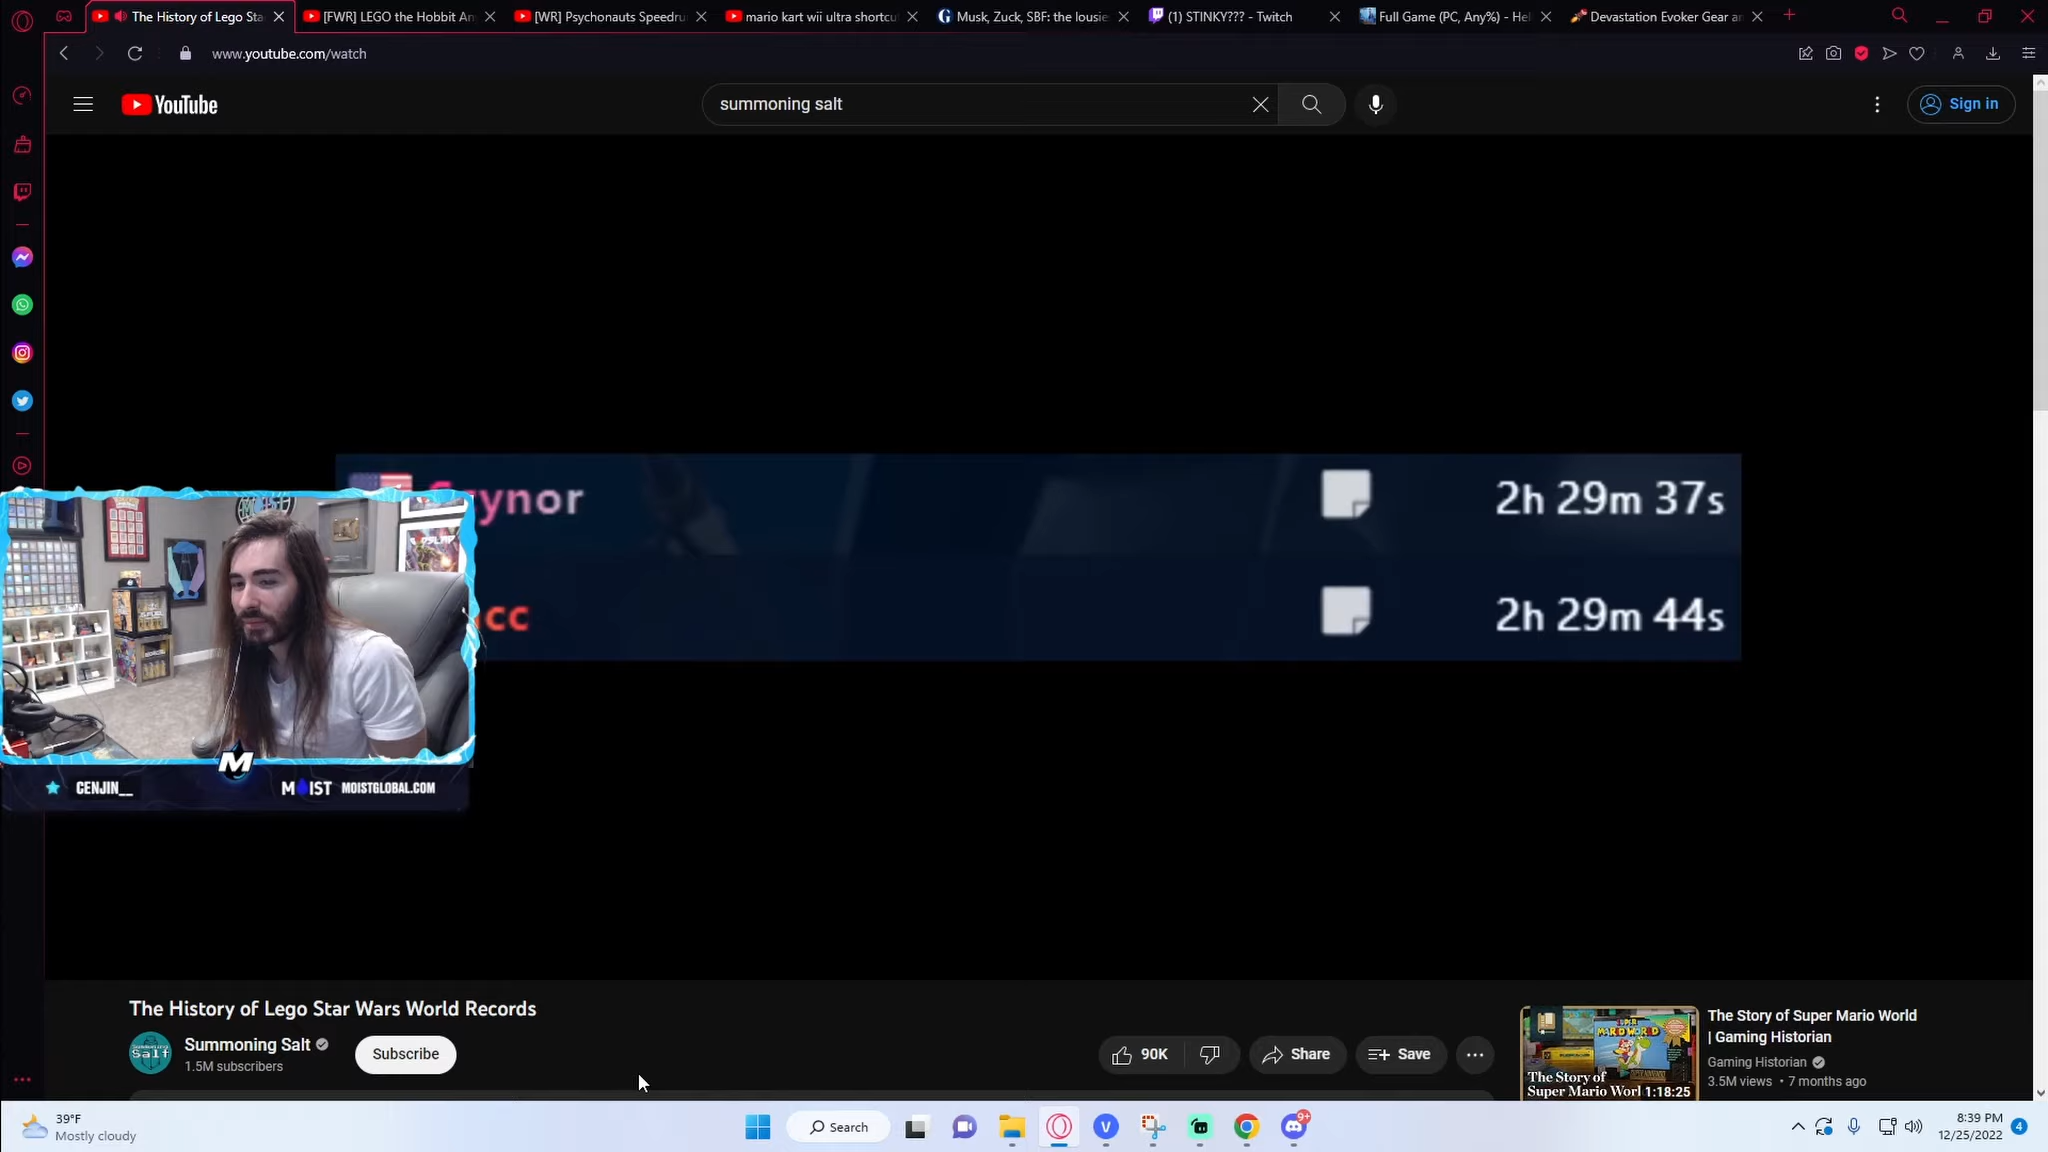 The History of Lego Sta
[FWR] LEGO the Hobbit An
[WR] Psychonauts Speedru
mario kart wii ultra shortcu
Musk, Zuck, SBF: the lousie
(1) STINKY??? - Twitch
Full Game (PC, Any%) - Hel
Devastation Evoker Gear an
www.youtube.com/watch
YouTube
summoning salt
Sign in
ynor
2h 29m 37s
cc
2h 29m 44s
M
CENJIN__
MOIST
MOISTGLOBAL.COM
The History of Lego Star Wars World Records
Summoning Salt
1.5M subscribers
Subscribe
90K
Share
Save
The Story of
Super Mario Worl
1:18:25
The Story of Super Mario World
| Gaming Historian
Gaming Historian
3.5M views • 7 months ago
39°F
Mostly cloudy
Search
9+
8:39 PM
12/25/2022
4